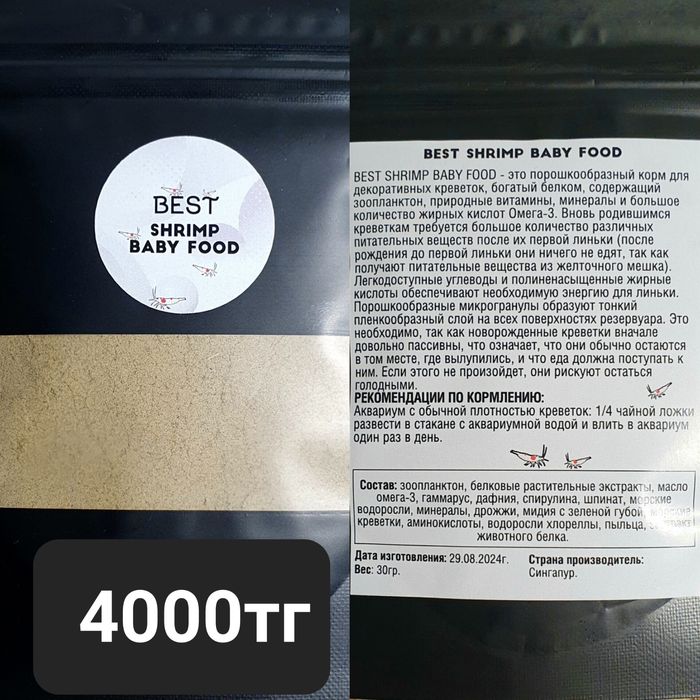 BEST
SHRIMP
BABY FOOD
4000тг
BEST SHRIMP BABY FOOD
BEST SHRIMP BABY FOOD - это порошкообразный корм для
декоративных креветок, богатый белком, содержащий
зоопланктон, природные витамины, минералы и большое
количество жирных кислот Омега-3. Вновь родившимся
креветкам требуется большое количество различных
питательных веществ после их первой линьки (после
рождения до первой линьки они ничего не едят, так как
получают питательные вещества из желточного мешка).
Легкодоступные углеводы и полиненасыщенные жирные
кислоты обеспечивают необходимую энергию для линьки.
Порошкообразные микрогранулы образуют тонкий
пленкообразный слой на всех поверхностях резервуара. Это
необходимо, так как новорожденные креветки вначале
довольно пассивны, что означает, что они обычно остаются
в том месте, где вылупились, и что еда должна поступать к
ним. Если этого не произойдет, они рискуют остаться
голодными.
РЕКОМЕНДАЦИИ ПО КОРМЛЕНИЮ:
Аквариум с обычной плотностью креветок: 1/4 чайной ложки
развести в стакане с аквариумной водой и влить в аквариум
один раз в день.
Состав: зоопланктон, белковые растительные экстракты, масло
омега-3, гаммарус, дафния, спирулина, шпинат, морские
водоросли, минералы, дрожжи, мидия с зеленой губой, морские
креветки, аминокислоты, водоросли хлореллы, пыльца,
животного белка.
Дата изготовления: 29.08.2024г.
Вес: 30гр.
Страна производитель:
Сингапур.